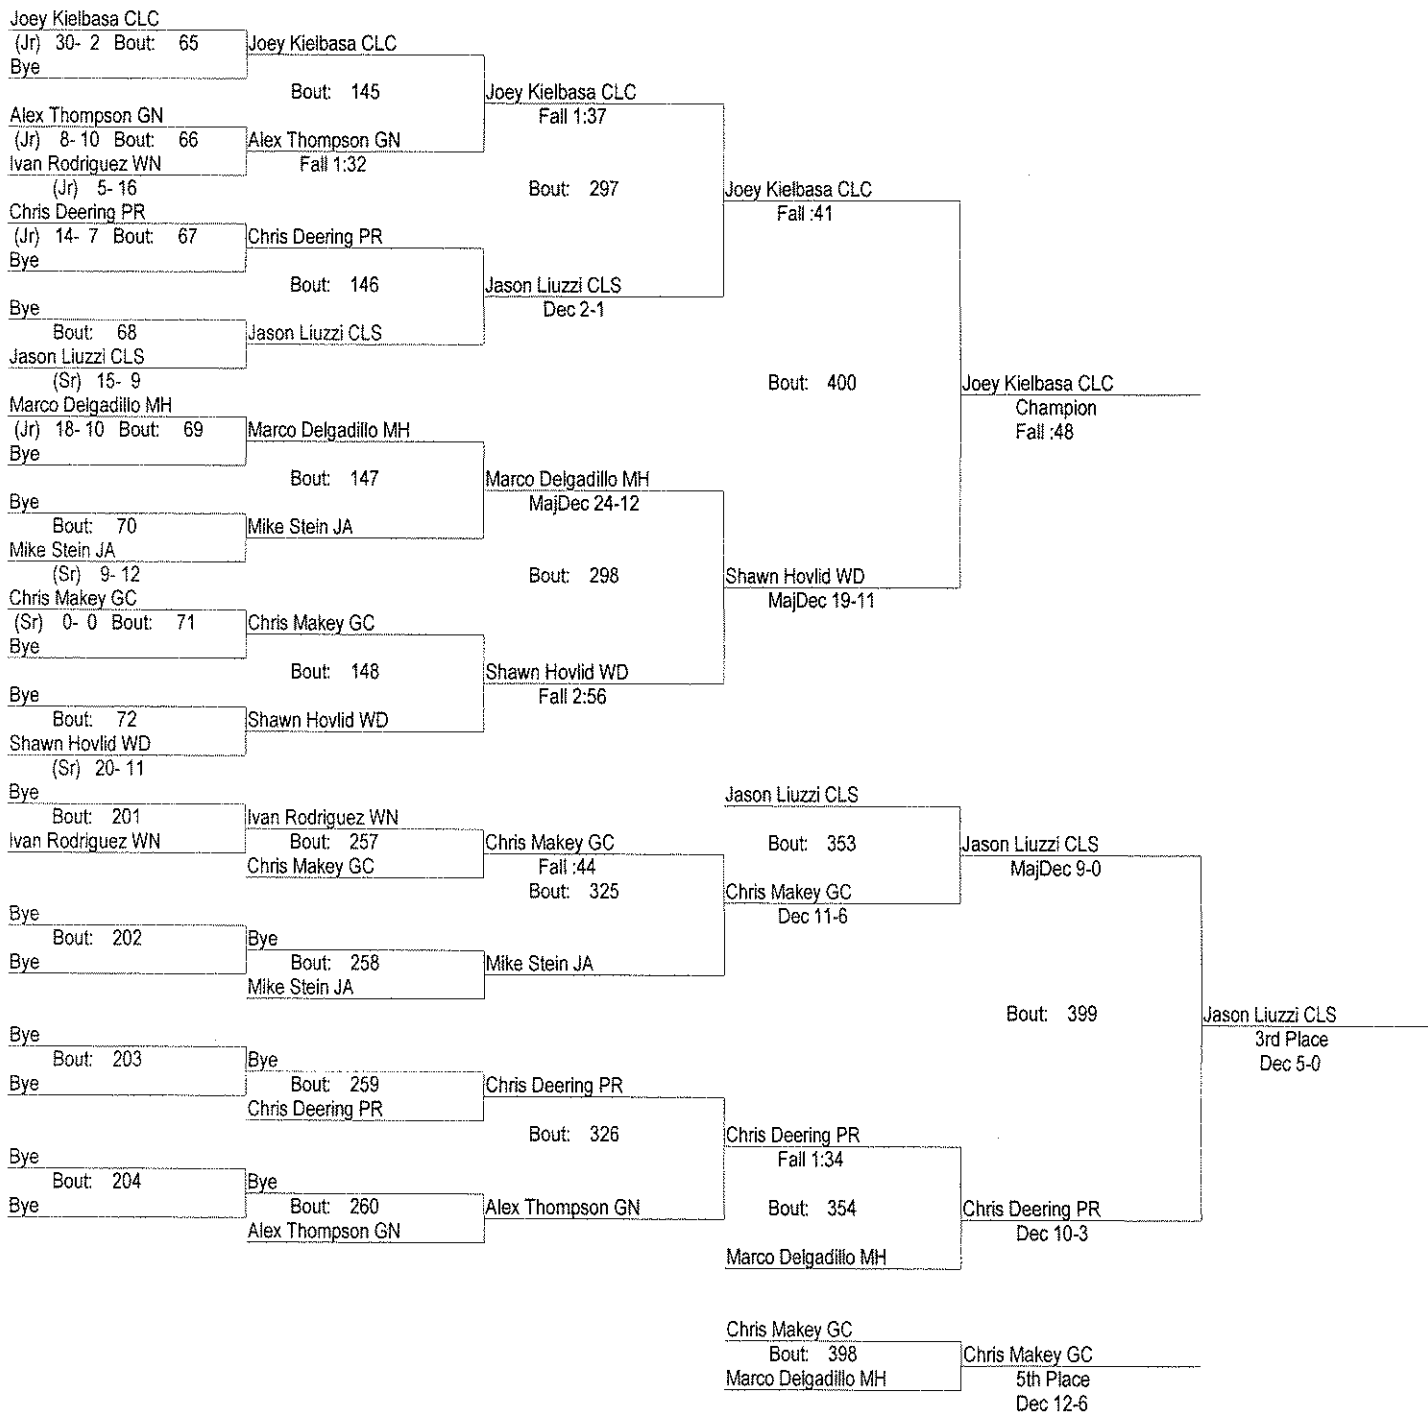 Joey Kielbasa CLC
(Jr) 30- 2 Bout: 65
Bye
Joey Kielbasa CLC
Bout: 145
Alex Thompson GN
(Jr) 8- 10 Bout: 66
Ivan Rodriguez WN
(Jr) 5- 16
Alex Thompson GN
Fall 1:32
Joey Kielbasa CLC
Fall 1:37
Bout: 297
Chris Deering PR
(Jr) 14- 7 Bout: 67
Bye
Chris Deering PR
Bout: 146
Bye
Bout: 68
Jason Liuzzi CLS
(Sr) 15- 9
Jason Liuzzi CLS
Jason Liuzzi CLS
Dec 2-1
Joey Kielbasa CLC
Fall :41
Bout: 400
Marco Delgadillo MH
(Jr) 18- 10 Bout: 69
Bye
Marco Delgadillo MH
Bout: 147
Bye
Bout: 70
Mike Stein JA
(Sr) 9- 12
Mike Stein JA
Marco Delgadillo MH
MajDec 24-12
Bout: 298
Chris Makey GC
(Sr) 0- 0 Bout: 71
Bye
Chris Makey GC
Bout: 148
Bye
Bout: 72
Shawn Hovlid WD
(Sr) 20- 11
Shawn Hovlid WD
Shawn Hovlid WD
Fall 2:56
Shawn Hovlid WD
MajDec 19-11
Joey Kielbasa CLC
Champion
Fall :48
Bye
Bout: 201
Ivan Rodriguez WN
Ivan Rodriguez WN
Bout: 257
Chris Makey GC
Chris Makey GC
Fall :44
Bout: 325
Bye
Bout: 202
Bye
Bye
Bout: 258
Mike Stein JA
Mike Stein JA
Jason Liuzzi CLS
Bout: 353
Chris Makey GC
Dec 11-6
Jason Liuzzi CLS
MajDec 9-0
Bout: 399
Bye
Bout: 203
Bye
Bye
Bout: 259
Chris Deering PR
Chris Deering PR
Bout: 326
Bye
Bout: 204
Bye
Bye
Bout: 260
Alex Thompson GN
Alex Thompson GN
Chris Deering PR
Fall 1:34
Bout: 354
Marco Delgadillo MH
Chris Deering PR
Dec 10-3
Jason Liuzzi CLS
3rd Place
Dec 5-0
Chris Makey GC
Bout: 398
Marco Delgadillo MH
Chris Makey GC
5th Place
Dec 12-6